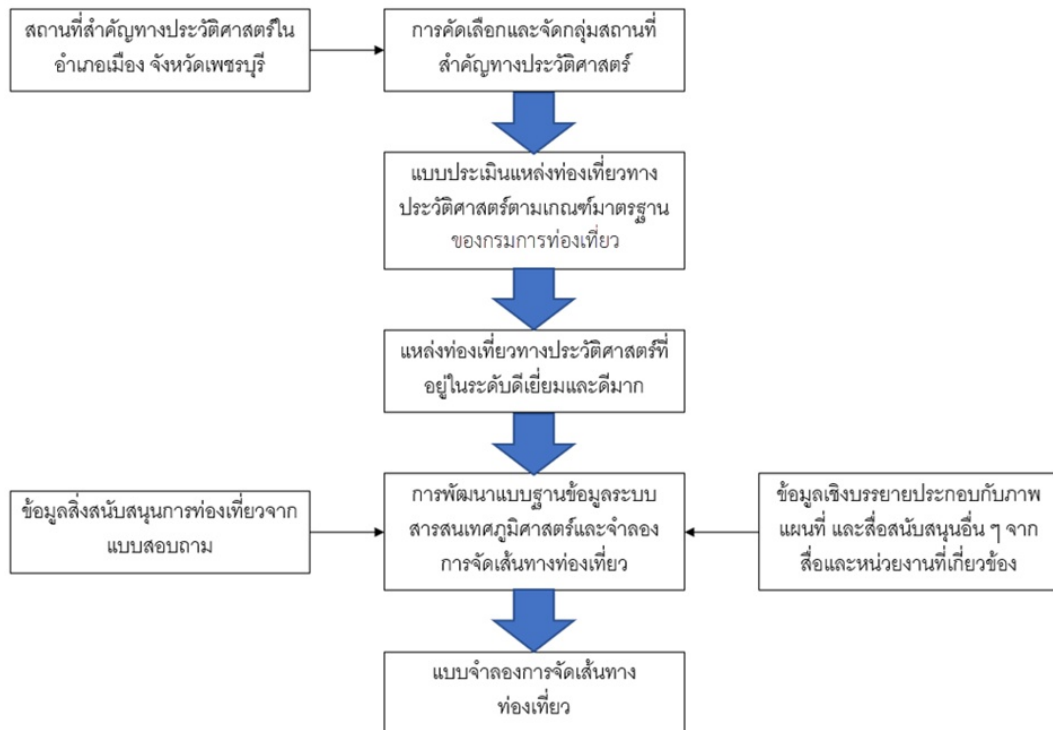 สถานที่สำคัญทางประวัติศาสตร์ใน
อำเภอเมือง จังหวัดเพชรบุรี
การคัดเลือกและจัดกลุ่มสถานที่
สำคัญทางประวัติศาสตร์
แบบประเมินแหล่งท่องเที่ยวทาง
ประวัติศาสตร์ตามเกณฑ์มาตรฐาน
ของกรมการท่องเที่ยว
แหล่งท่องเที่ยวทางประวัติศาสตร์ที่
อยู่ในระดับดีเยี่ยมและดีมาก
ข้อมูลสิ่งสนับสนุนการท่องเที่ยวจาก
แบบสอบถาม
การพัฒนาแบบฐานข้อมูลระบบ
สารสนเทศภูมิศาสตร์และจำลอง
การจัดเส้นทางท่องเที่ยว
ข้อมูลเชิงบรรยายประกอบกับภาพ
แผนที่ และสื่อสนับสนุนอื่น ๆ จาก
สื่อและหน่วยงานที่เกี่ยวข้อง
แบบจำลองการจัดเส้นทาง
ท่องเที่ยว